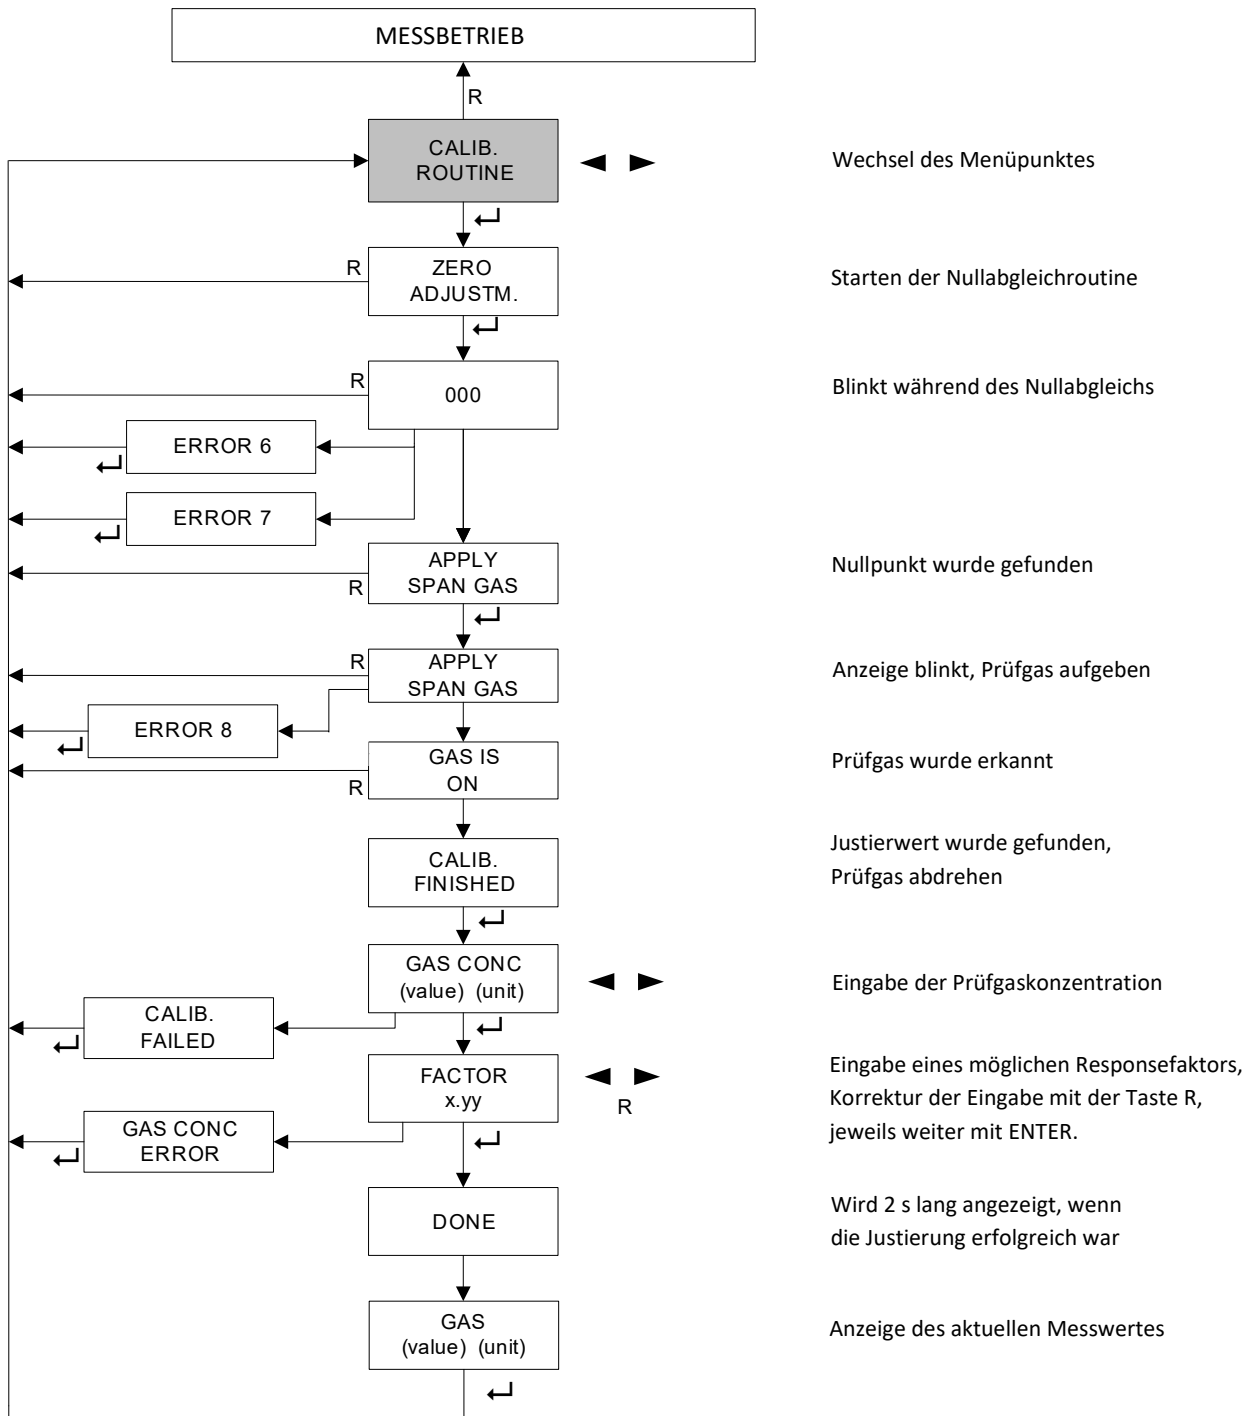 MESSBETRIEB
R
CALIB.
ROUTINE
Wechsel des Menüpunktes
R
ZERO
ADJUSTM.
Starten der Nullabgleichroutine
R
000
Blinkt während des Nullabgleichs
ERROR 6
ERROR 7
APPLY
SPAN GAS
R
Nullpunkt wurde gefunden
R
APPLY
SPAN GAS
Anzeige blinkt, Prüfgas aufgeben
ERROR 8
GAS IS
ON
R
Prüfgas wurde erkannt
CALIB.
FINISHED
Justierwert wurde gefunden,
Prüfgas abdrehen
GAS CONC
(value) (unit)
Eingabe der Prüfgaskonzentration
CALIB.
FAILED
FACTOR
x.yy
R
Eingabe eines möglichen Responsefaktors,
Korrektur der Eingabe mit der Taste R,
jeweils weiter mit ENTER.
GAS CONC
ERROR
DONE
Wird 2 s lang angezeigt, wenn
die Justierung erfolgreich war
GAS
(value) (unit)
Anzeige des aktuellen Messwertes